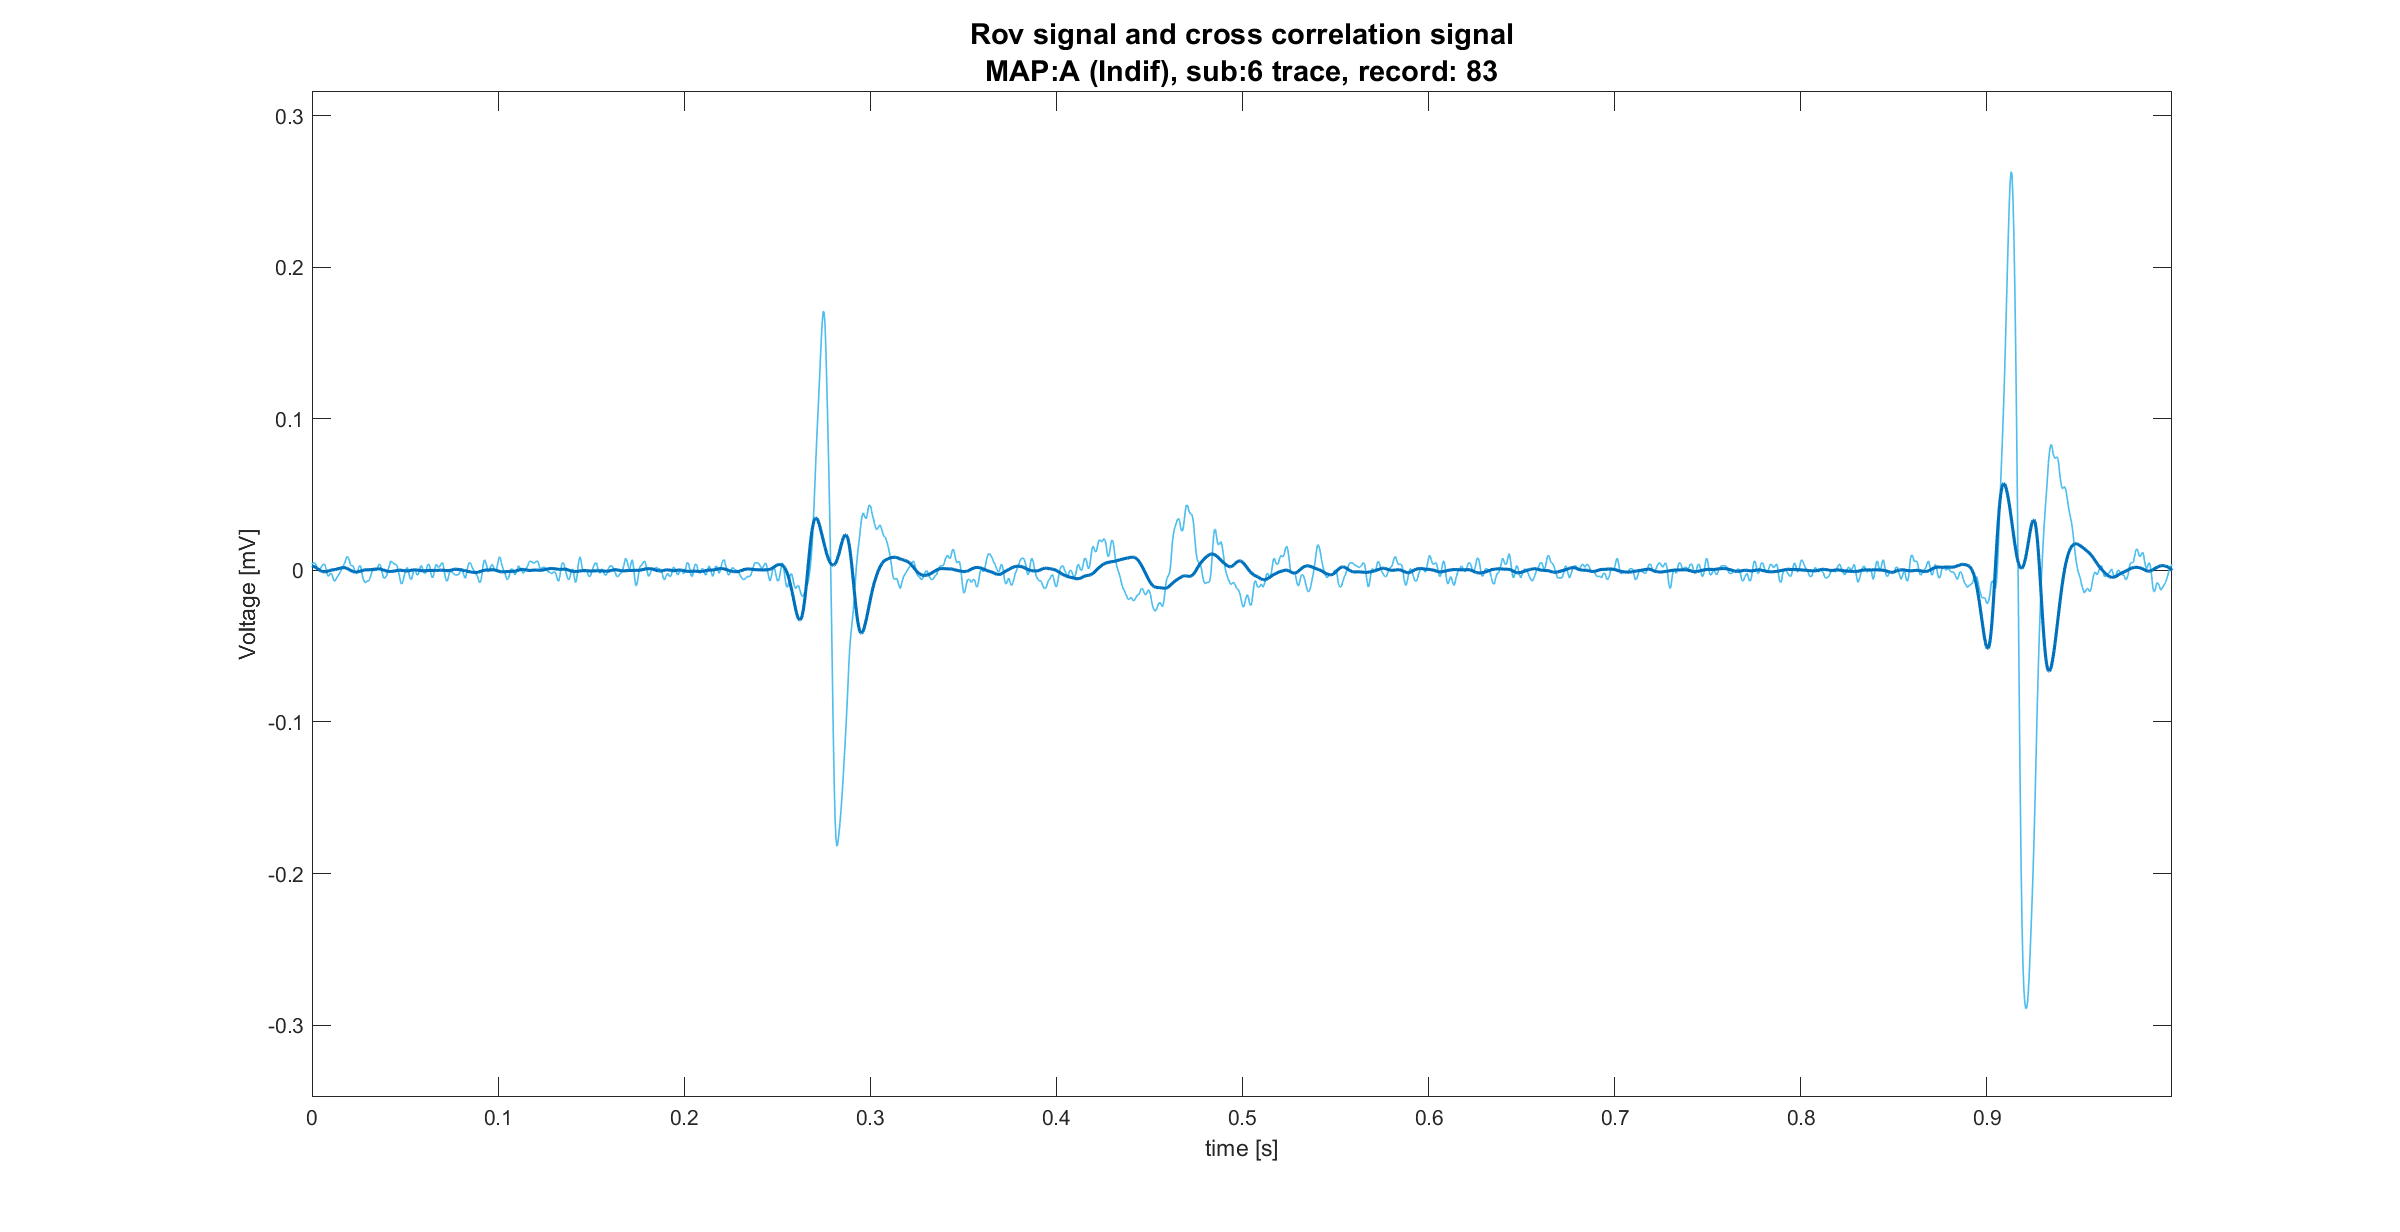 Rov signal and cross correlation signal
MAP:A (Indif), sub:6 trace, record: 83
0.3
0.2
0.1
0
-0.1
-0.2
-0.3
Voltage [mV]
0 0.1 0.2 0.3 0.4 0.5 0.6 0.7 0.8 0.9
time [s]